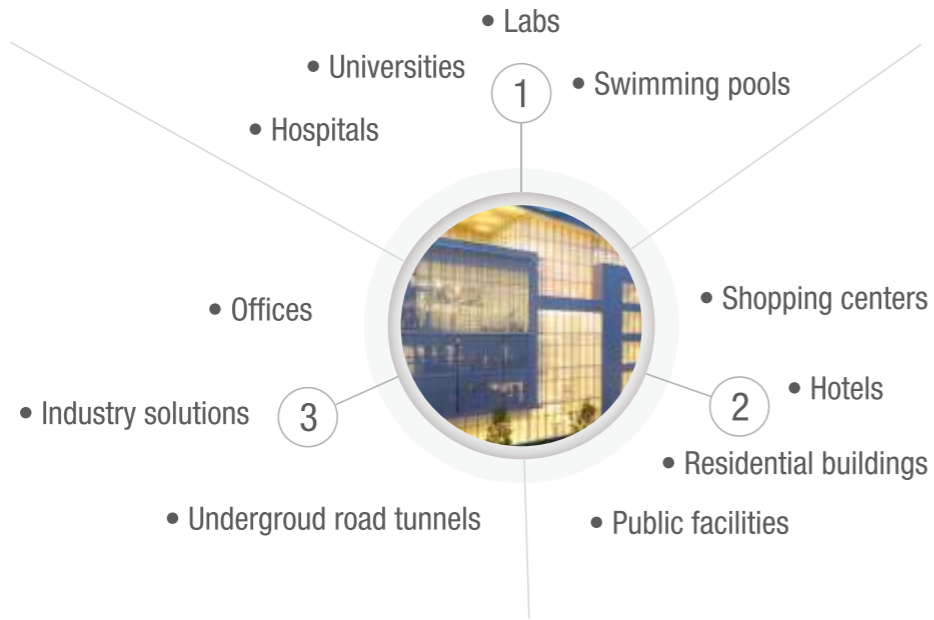 • Labs
• Universities
1
• Swimming pools
• Hospitals
• Shopping centers
• Hotels
2
• Residential buildings
• Public facilities
• Offices
• Industry solutions
3
• Undergroud road tunnels